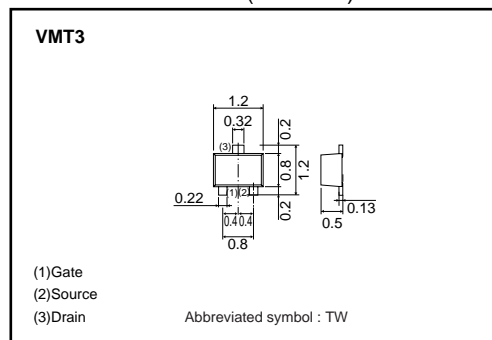 VMT3
1.2
0.32
0.2
(3)
0.8
1.2
(1) (2)
0.22
0.2
0.4 0.4
0.8
0.13
0.5
(1)Gate
(2)Source
(3)Drain
Abbreviated symbol : TW